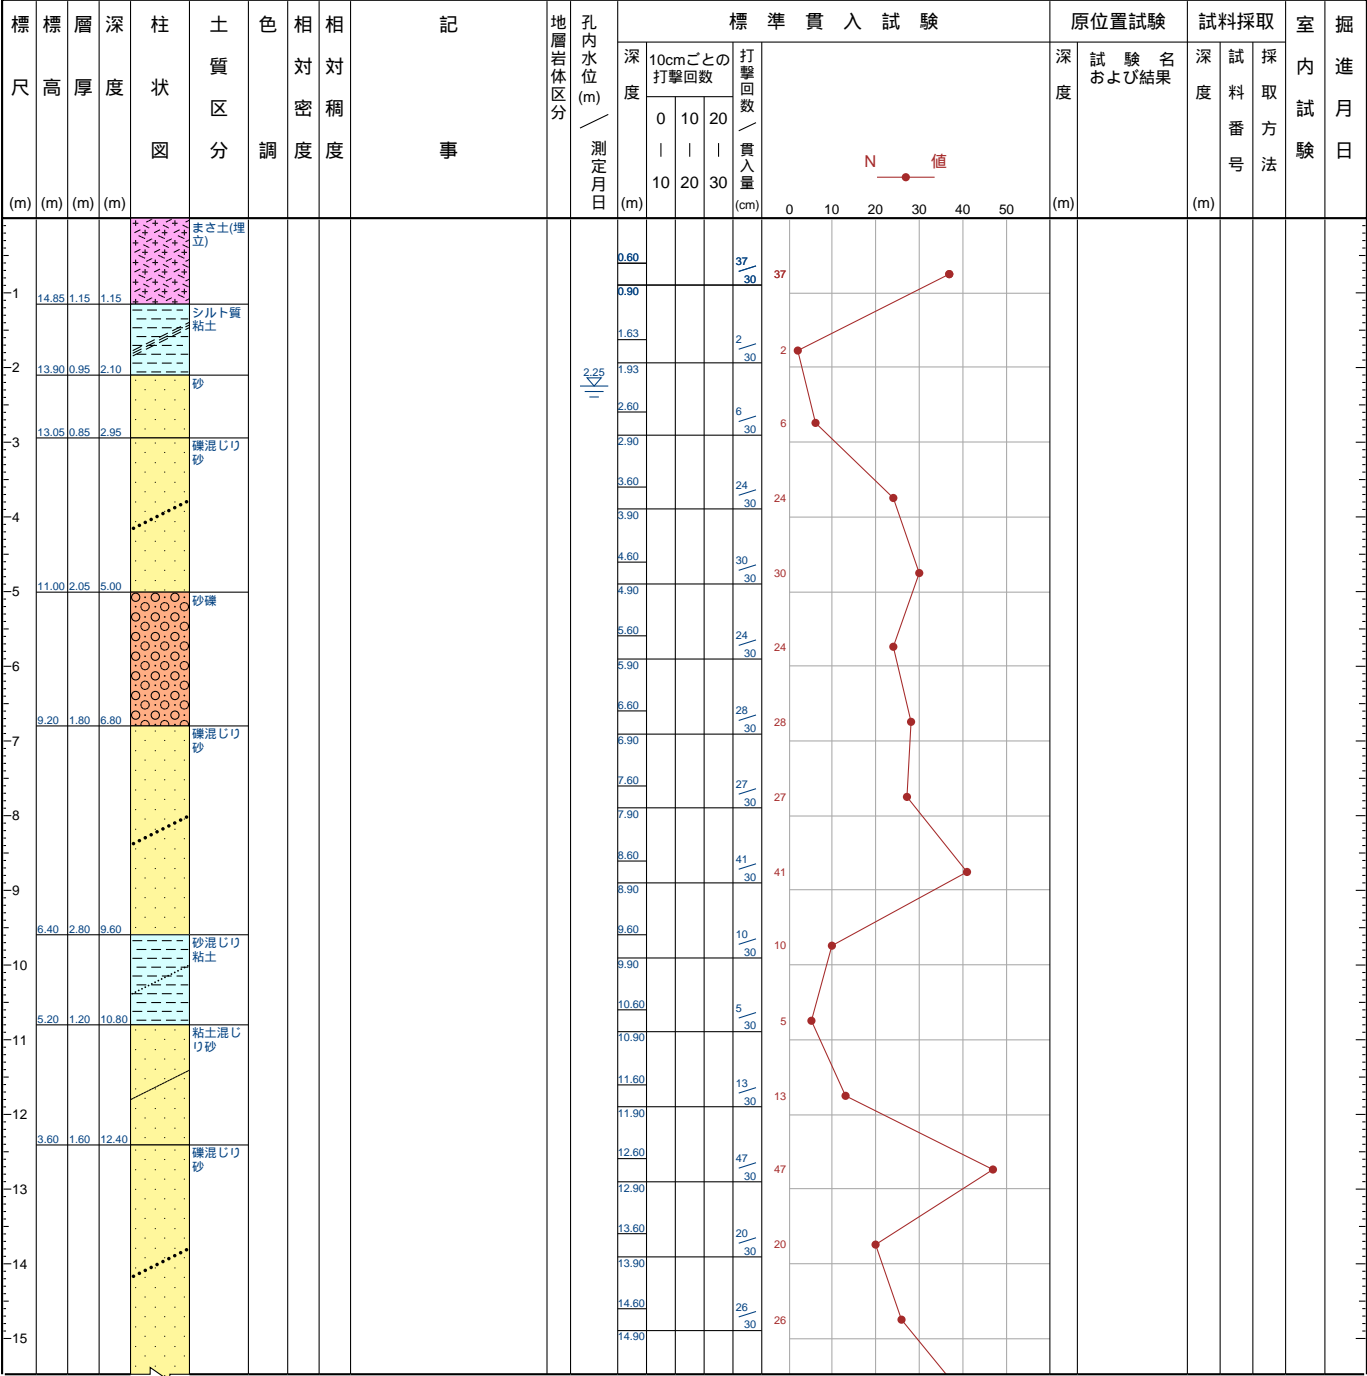 標尺 (m)
標高 (m)
層厚 (m)
深度 (m)
柱状図
土質区分
色調
相対密度
相対稠度
記事
地層岩体区分
孔内水位 (m) / 測定月日
標準貫入試験
深度 (m)
10cmごとの
打撃回数
0 | 10
10 | 20
20 | 30
打撃回数 / 貫入量 (cm)
N 値
0 10 20 30 40 50
原位置試験
深度 (m)
試験名
および結果
試料採取
深度 (m)
試料番号
採取方法
室内試験
掘進月日
まさ土(埋
立)
0.60 37/30 37
0.90
1
14.85 1.15 1.15
シルト質
粘土
1.63 2/30 2
2
13.90 0.95 2.10
1.93
2.25
砂
2.60 6/30 6
13.05 0.85 2.95
3
2.90
礫混じり
砂
3.60 24/30 24
3.90
4
4.60 30/30 30
11.00 2.05 5.00
5
4.90
砂礫
5.60 24/30 24
5.90
6
6.60 28/30 28
9.20 1.80 6.80
6.90
7
礫混じり
砂
7.60 27/30 27
7.90
8
8.60 41/30 41
8.90
9
6.40 2.80 9.60
9.60 10/30 10
砂混じり
粘土
9.90
10
10.60 5/30 5
5.20 1.20 10.80
10.90
11
粘土混じ
り砂
11.60 13/30 13
11.90
12
3.60 1.60 12.40
12.60 47/30 47
礫混じり
砂
12.90
13
13.60 20/30 20
13.90
14
14.60 26/30 26
14.90
15